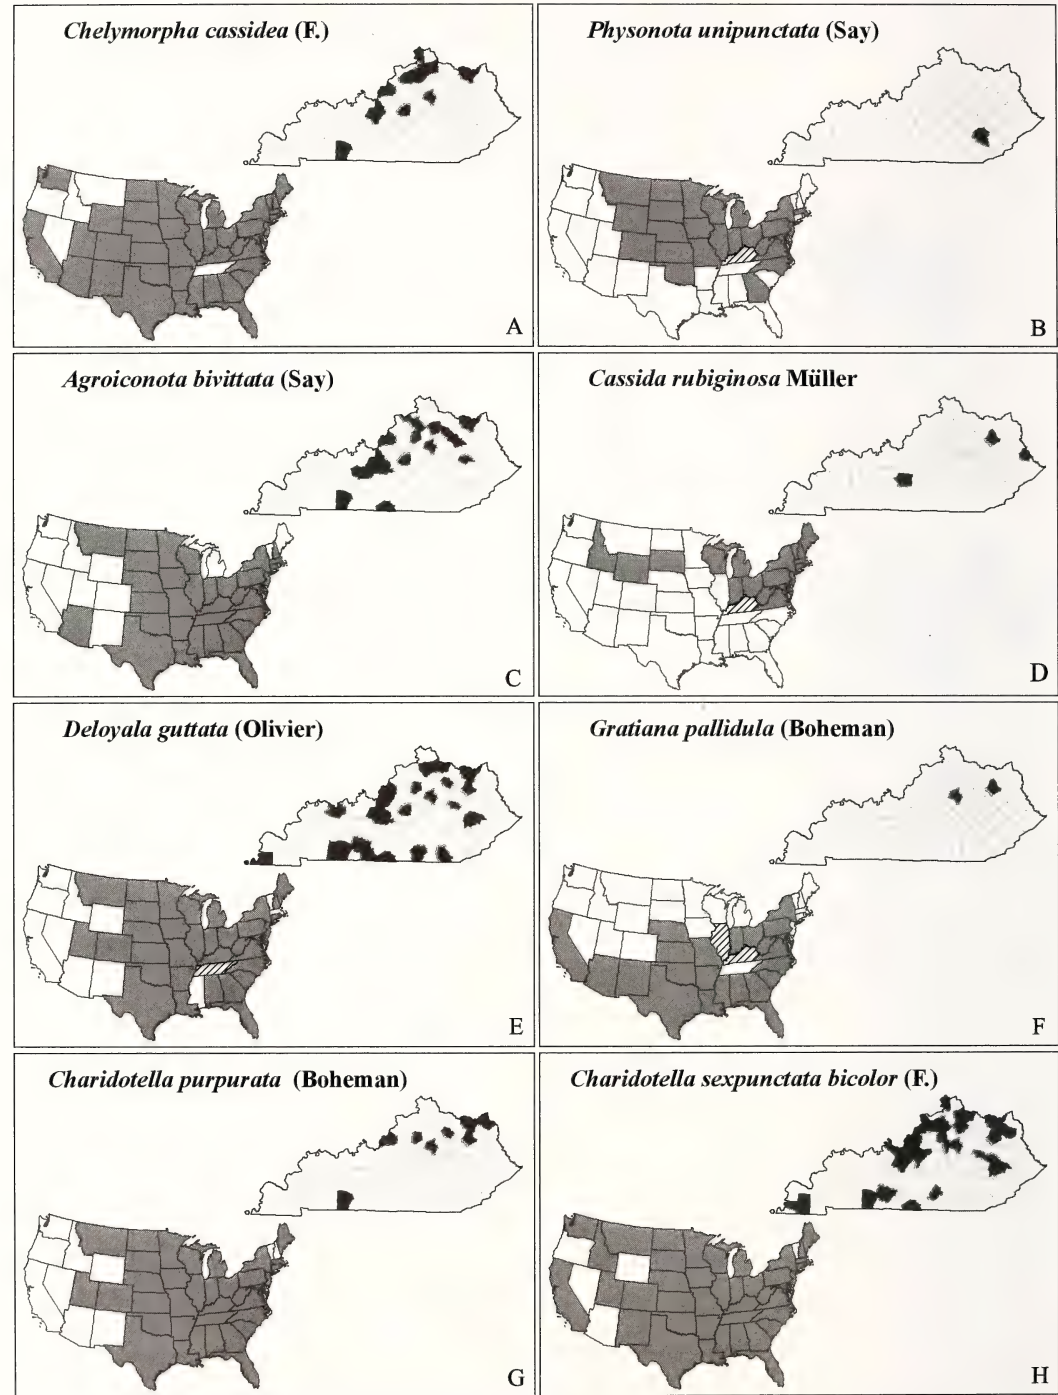 Chelymorpha cassidea (F.)
A
Physonota unipunctata (Say)
B
Agroiconota bivittata (Say)
C
Cassida rubiginosa Müller
D
Deloyala guttata (Olivier)
E
Gratiana pallidula (Boheman)
F
Charidotella purpurata (Boheman)
G
Charidotella sexpunctata bicolor (F.)
H